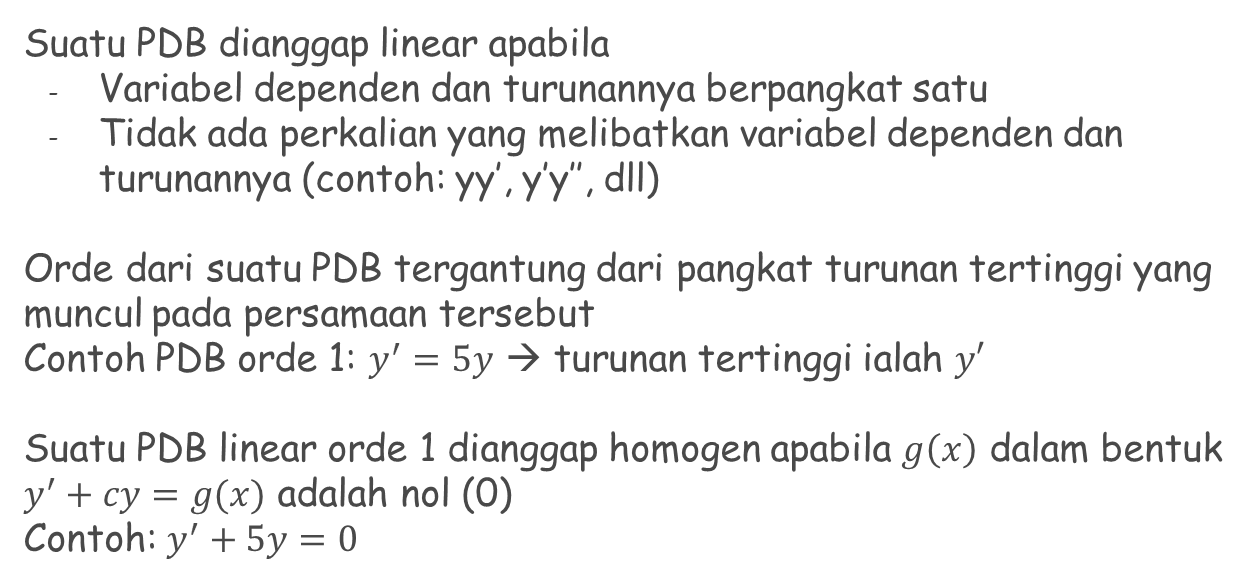 Suatu PDB dianggap linear apabila
- Variabel dependen dan turunannya berpangkat satu
- Tidak ada perkalian yang melibatkan variabel dependen dan
turunannya (contoh: yy', y'y'', dll)
Orde dari suatu PDB tergantung dari pangkat turunan tertinggi yang
muncul pada persamaan tersebut
Contoh PDB orde 1: y′ = 5y → turunan tertinggi ialah y′
Suatu PDB linear orde 1 dianggap homogen apabila g(x) dalam bentuk
y′ + cy = g(x) adalah nol (0)
Contoh: y′ + 5y = 0